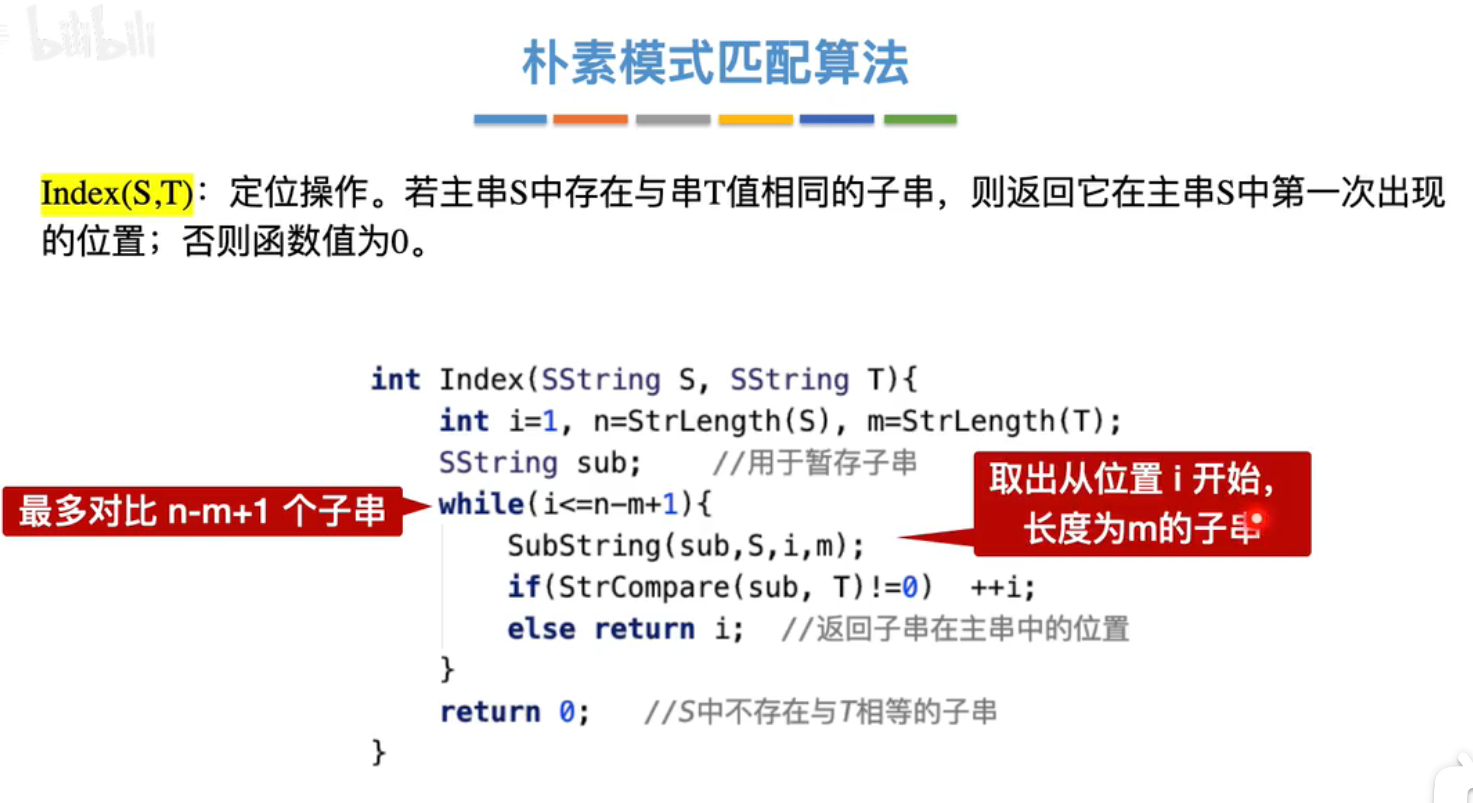 bilibili
朴素模式匹配算法
Index(S,T)：定位操作。若主串S中存在与串T值相同的子串，则返回它在主串S中第一次出现
的位置；否则函数值为0。
int Index(SString S, SString T){
int i=1, n=StrLength(S), m=StrLength(T);
SString sub; //用于暂存子串
取出从位置 i 开始，
长度为m的子串
最多对比 n-m+1 个子串
while(i<=n-m+1){
SubString(sub,S,i,m);
if(StrCompare(sub, T)!=0) ++i;
else return i; //返回子串在主串中的位置
}
return 0; //S中不存在与T相等的子串
}